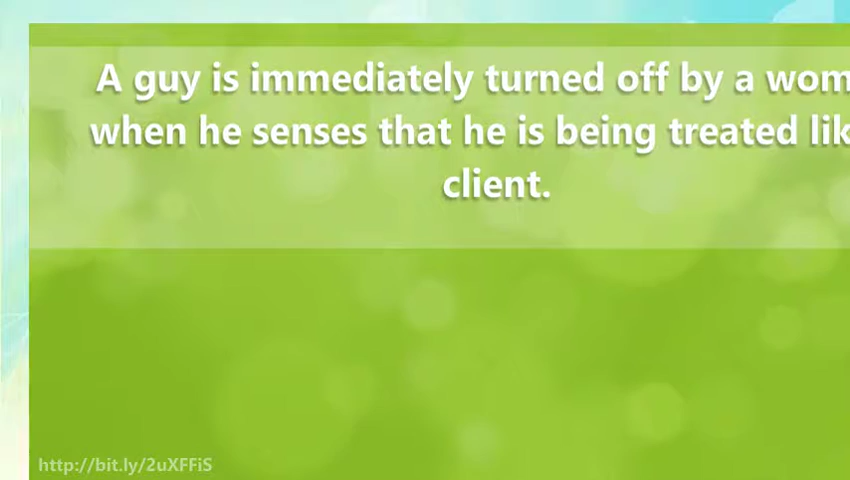 A guy is immediately turned off by a wom
when he senses that he is being treated lik
client.
http://bit.ly/2uXFFiS